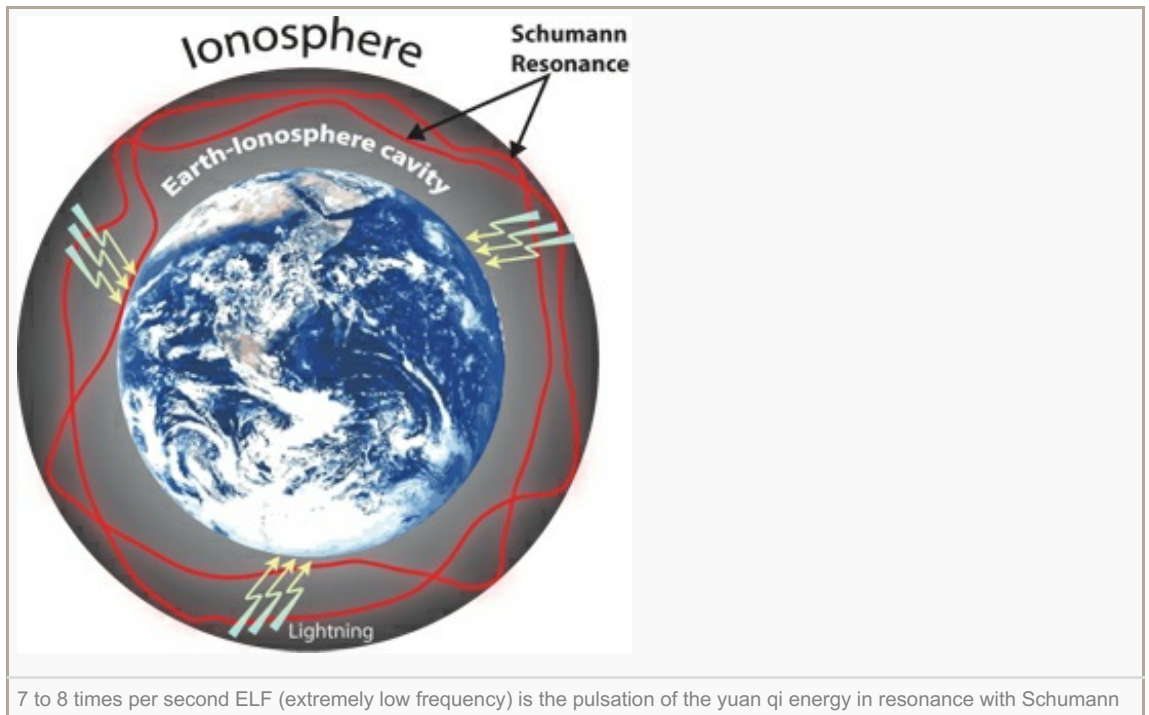 Ionosphere
Schumann
Resonance
Earth-Ionosphere cavity
Lightning
7 to 8 times per second ELF (extremely low frequency) is the pulsation of the yuan qi energy in resonance with Schumann